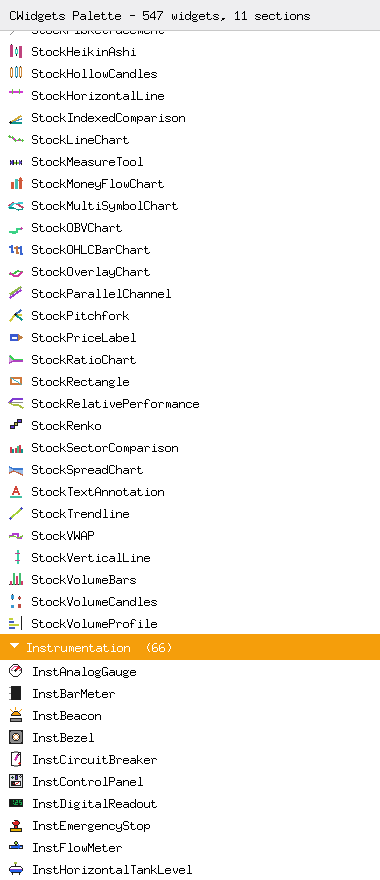 CWidgets Palette - 547 widgets, 11 sections
StockFibRetracement
StockHeikinAshi
StockHollowCandles
StockHorizontalLine
StockIndexedComparison
StockLineChart
StockMeasureTool
StockMoneyFlowChart
StockMultiSymbolChart
StockOBVChart
StockOHLCBarChart
StockOverlayChart
StockParallelChannel
StockPitchfork
StockPriceLabel
StockRatioChart
StockRectangle
StockRelativePerformance
StockRenko
StockSectorComparison
StockSpreadChart
StockTextAnnotation
StockTrendline
StockVWAP
StockVerticalLine
StockVolumeBars
StockVolumeCandles
StockVolumeProfile
Instrumentation (66)
InstAnalogGauge
InstBarMeter
InstBeacon
InstBezel
InstCircuitBreaker
InstControlPanel
InstDigitalReadout
InstEmergencyStop
InstFlowMeter
InstHorizontalTankLevel